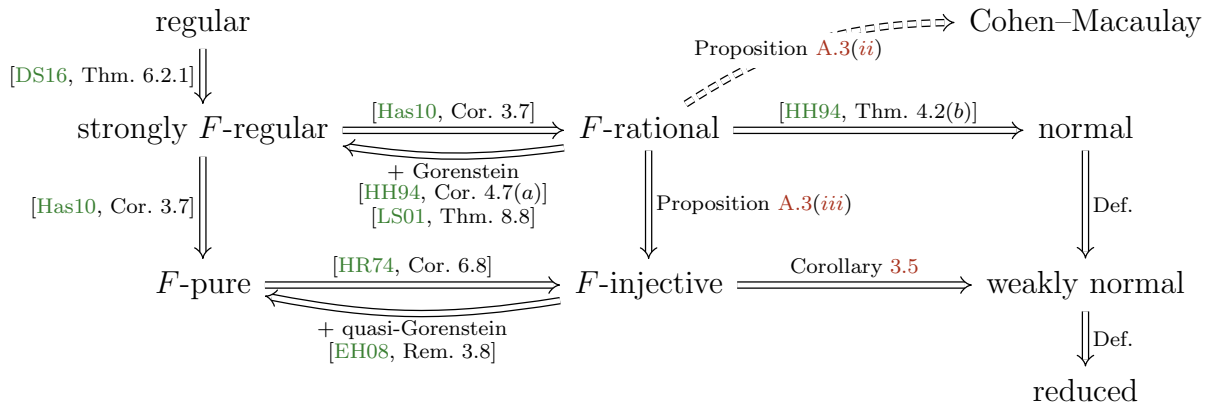 regular
Cohen–Macaulay
Proposition A.3(ii)
[DS16, Thm. 6.2.1]
[Has10, Cor. 3.7]
[HH94, Thm. 4.2(b)]
strongly F-regular
F-rational
normal
+ Gorenstein
[HH94, Cor. 4.7(a)]
[LS01, Thm. 8.8]
[Has10, Cor. 3.7]
Proposition A.3(iii)
Def.
[HR74, Cor. 6.8]
Corollary 3.5
F-pure
F-injective
weakly normal
+ quasi-Gorenstein
[EH08, Rem. 3.8]
Def.
reduced